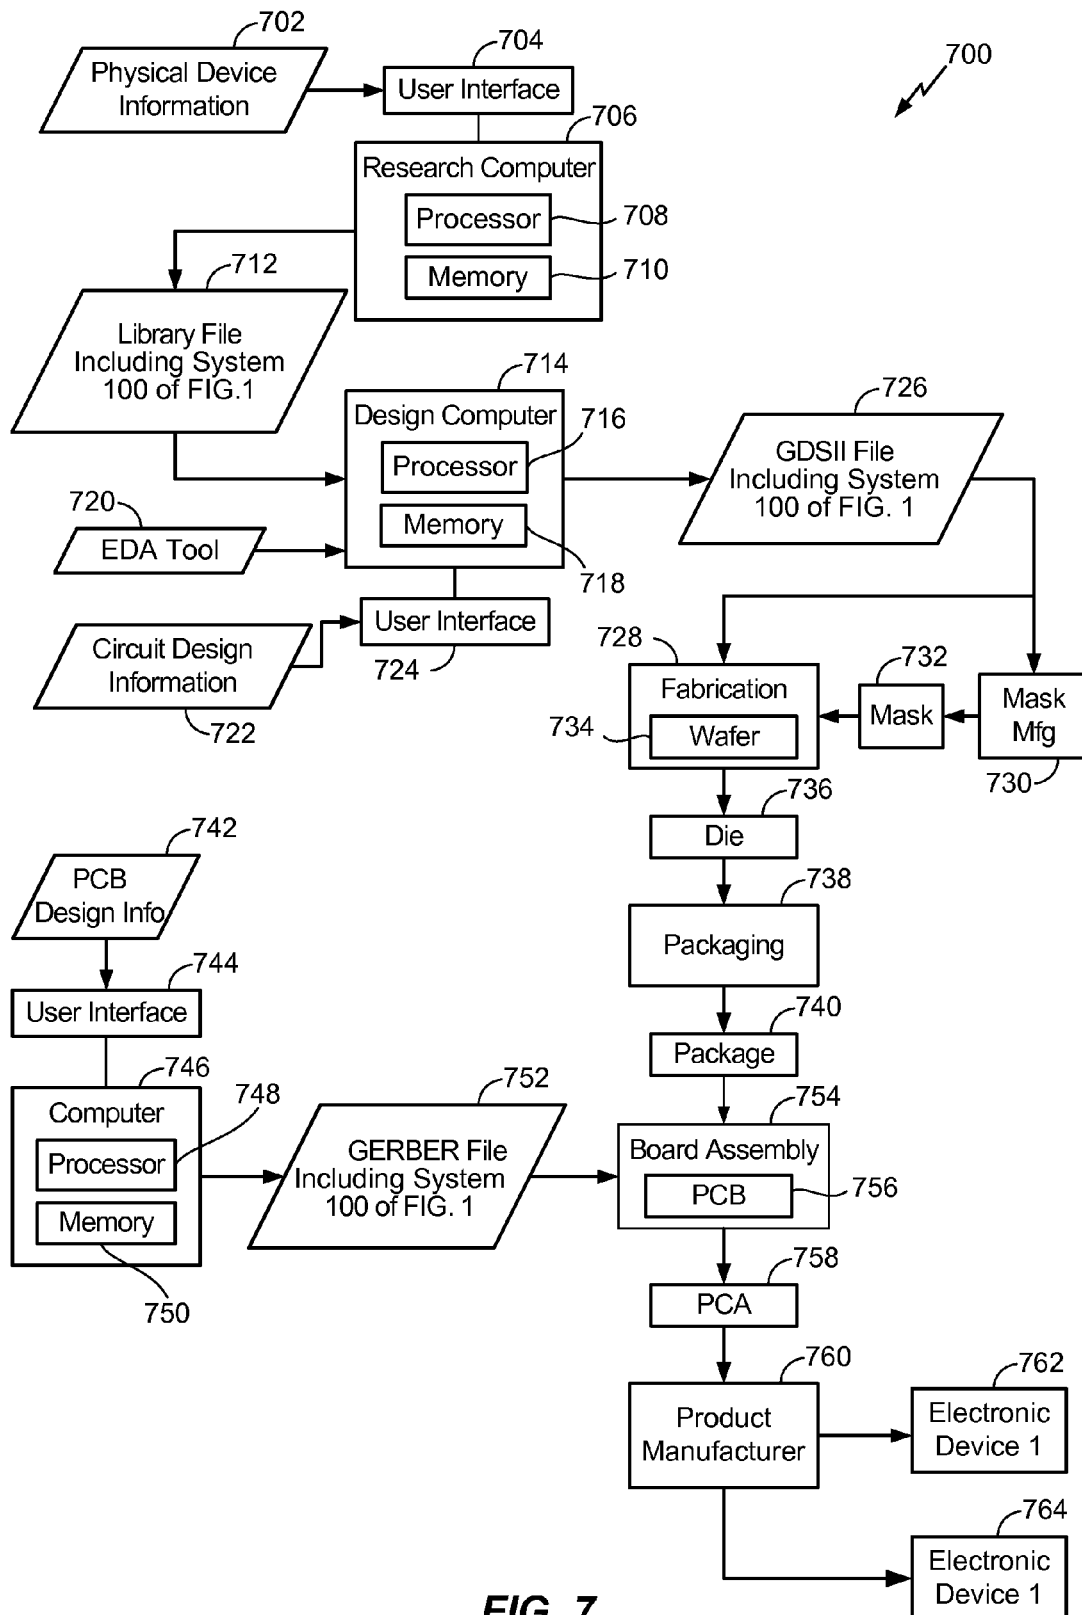 702
Physical Device
Information
704
User Interface
700
706
Research Computer
Processor
708
Memory
710
712
Library File
Including System
100 of FIG.1
714
Design Computer
716
Processor
Memory
718
720
EDA Tool
User Interface
724
Circuit Design
Information
722
726
GDSII File
Including System
100 of FIG. 1
728
Fabrication
734
Wafer
732
Mask
Mask
Mfg
730
736
Die
738
Packaging
740
Package
742
PCB
Design Info
744
User Interface
746
Computer
748
Processor
Memory
750
752
GERBER File
Including System
100 of FIG. 1
754
Board Assembly
PCB
756
758
PCA
760
Product
Manufacturer
762
Electronic
Device 1
764
Electronic
Device 1
FIG. 7